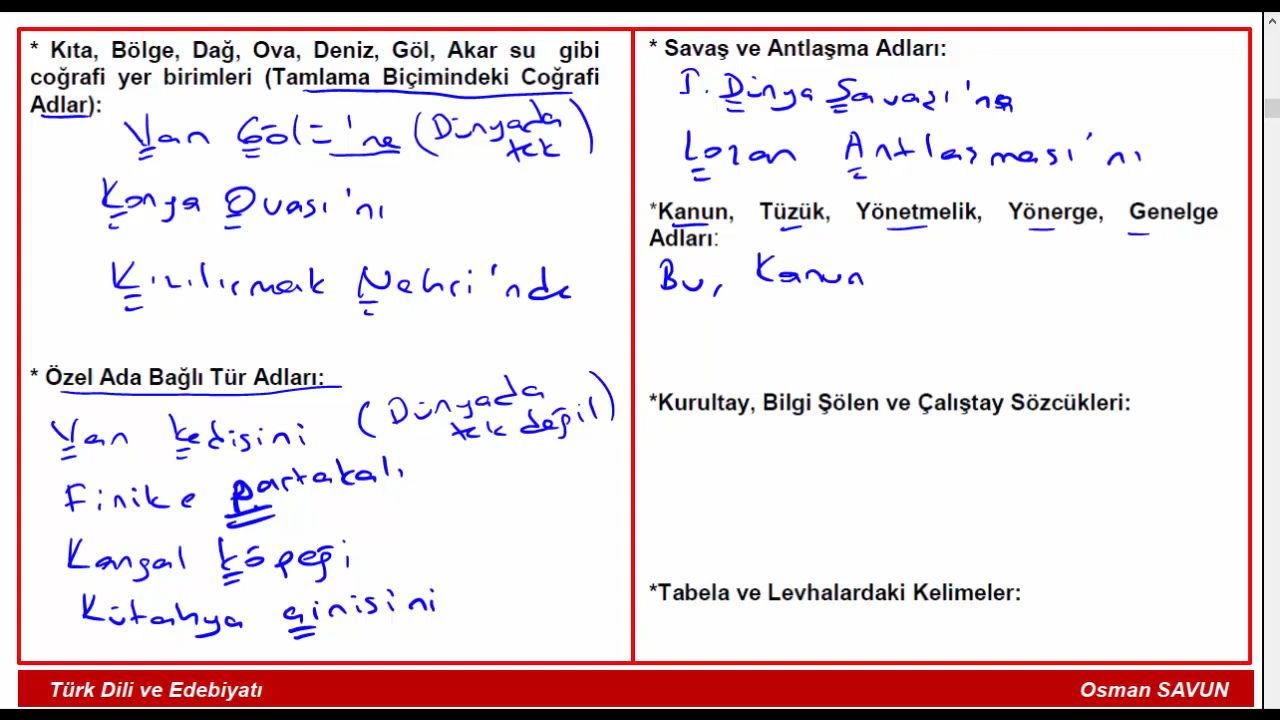 * Kıta, Bölge, Dağ, Ova, Deniz, Göl, Akar su gibi
coğrafi yer birimleri (Tamlama Biçimindeki Coğrafi
Adlar):
Van Gölü'ne (Dünyada
tek)
Konya Ovası'nı
Kızılırmak Nehri'nde
* Özel Ada Bağlı Tür Adları:
Van kedisini (Dünyada
tek değil)
Finike portakalı
Kangal köpeği
Kütahya çinisini
* Savaş ve Antlaşma Adları:
I. Dünya Savaşı'na
Lozan Antlaşması'nı
*Kanun, Tüzük, Yönetmelik, Yönerge, Genelge
Adları:
Bu, Kanun
*Kurultay, Bilgi Şölen ve Çalıştay Sözcükleri:
*Tabela ve Levhalardaki Kelimeler:
Türk Dili ve Edebiyatı
Osman SAVUN